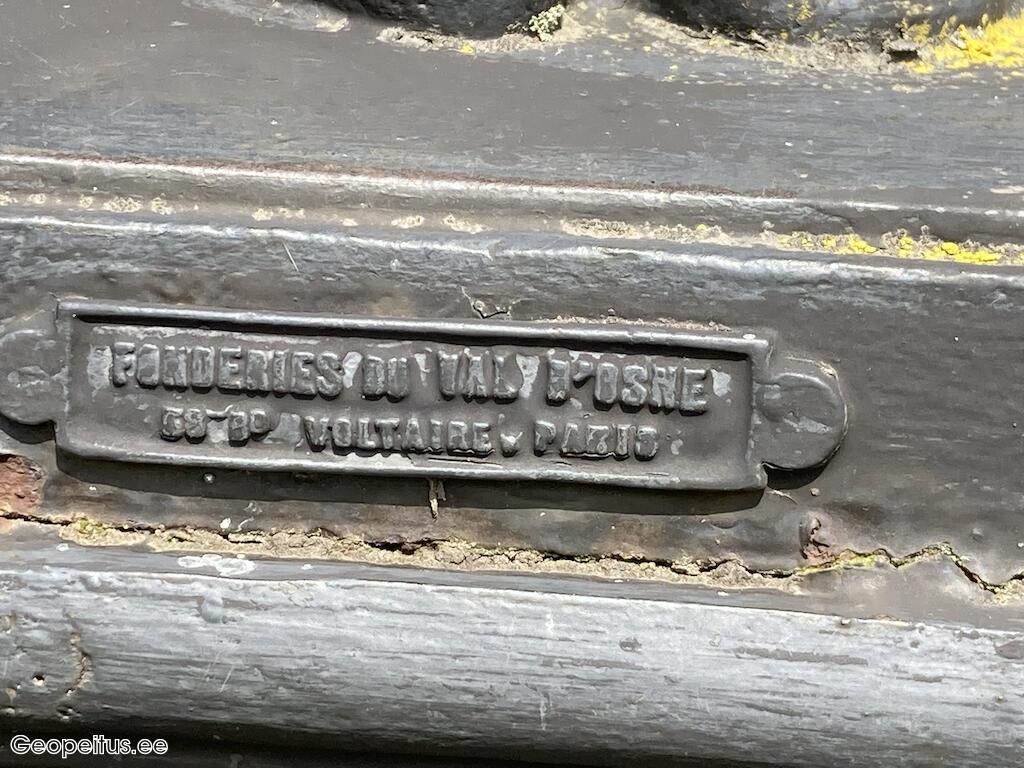 FONDERIES DU VAL D'OSNE
58 BD VOLTAIRE. PARIS
Geopeitus.ee